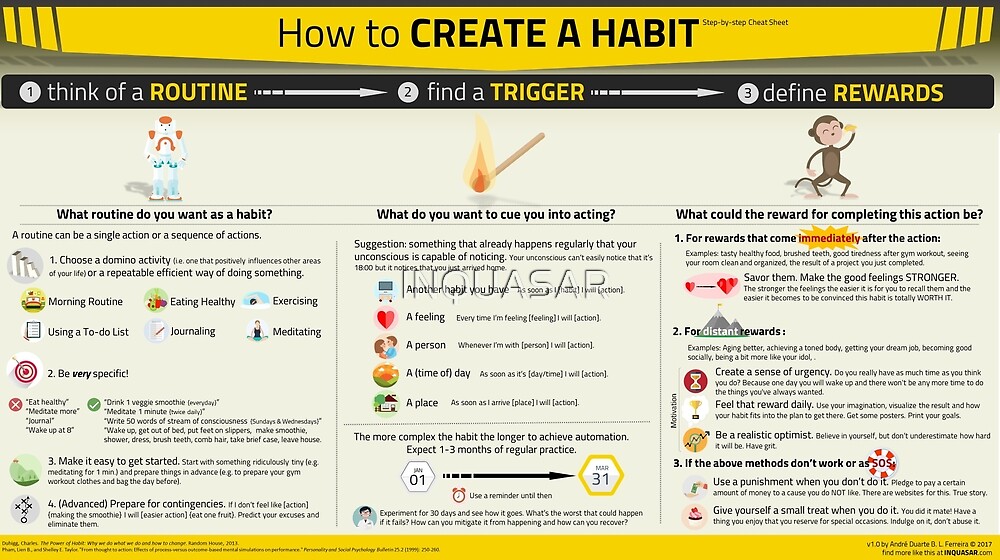 How to CREATE A HABIT
Step-by-step Cheat Sheet
1 think of a ROUTINE
2 find a TRIGGER
3 define REWARDS
What routine do you want as a habit?
A routine can be a single action or a sequence of actions.
1. Choose a domino activity (i.e. one that positively influences other areas
of your life) or a repeatable efficient way of doing something.
Morning Routine
Eating Healthy
Exercising
Using a To-do List
Journaling
Meditating
2. Be very specific!
"Eat healthy"
"Meditate more"
"Journal"
"Wake up at 8"
"Drink 1 veggie smoothie (everyday)"
"Meditate 1 minute (twice daily)"
"Write 50 words of stream of consciousness (Sundays & Wednesdays)"
"Wake up, get out of bed, put feet on slippers, make smoothie,
shower, dress, brush teeth, comb hair, take brief case, leave house.
3. Make it easy to get started. Start with something ridiculously tiny (e.g.
meditating for 1 min.) and prepare things in advance (e.g. to prepare your gym
workout clothes and bag the day before).
4. (Advanced) Prepare for contingencies. If I don't feel like [action]
{making the smoothie} I will [easier action] {eat one fruit}. Predict your excuses and
eliminate them.
What do you want to cue you into acting?
Suggestion: something that already happens regularly that your
unconscious is capable of noticing. Your unconscious can't easily notice that it's
18:00 but it notices that you just arrived home.
INQUASAR
Another habit you have As soon as I [habit] I will [action].
A feeling Every time I'm feeling [feeling] I will [action].
A person Whenever I'm with [person] I will [action].
A (time of) day As soon as it's [day/time] I will [action].
A place As soon as I arrive [place] I will [action].
The more complex the habit the longer to achieve automation.
Expect 1-3 months of regular practice.
JAN
01
MAR
31
Use a reminder until then
Experiment for 30 days and see how it goes. What's the worst that could happen
if it fails? How can you mitigate it from happening and how can you recover?
What could the reward for completing this action be?
1. For rewards that come immediately after the action:
Examples: tasty healthy food, brushed teeth, good tiredness after gym workout, seeing
your room clean and organized, the result of a project you just completed.
Savor them. Make the good feelings STRONGER.
The stronger the feelings the easier it is for you to recall them and the
easier it becomes to be convinced this habit is totally WORTH IT.
2. For distant rewards :
Examples: Aging better, achieving a toned body, getting your dream job, becoming good
socially, being a bit more like your idol, .
Motivation
Create a sense of urgency. Do you really have as much time as you think
you do? Because one day you will wake up and there won't be any more time to do
the things you've always wanted.
Feel that reward daily. Use your imagination, visualize the result and how
your habit fits into the plan to get there. Get some posters. Print your goals.
Be a realistic optimist. Believe in yourself, but don't underestimate how hard
it will be. Have grit.
3. If the above methods don't work or as SOS:
Use a punishment when you don't do it. Pledge to pay a certain
amount of money to a cause you do NOT like. There are websites for this. True story.
Give yourself a small treat when you do it. You did it mate! Have a
thing you enjoy that you reserve for special occasions. Indulge on it, don't abuse it.
Duhigg, Charles. The Power of Habit: Why we do what we do and how to change. Random House, 2013.
Pham, Lien B., and Shelley E. Taylor. "From thought to action: Effects of process-versus outcome-based mental simulations on performance." Personality and Social Psychology Bulletin 25.2 (1999): 250-260.
v1.0 by André Duarte B. L. Ferreira © 2017
find more like this at INQUASAR.com